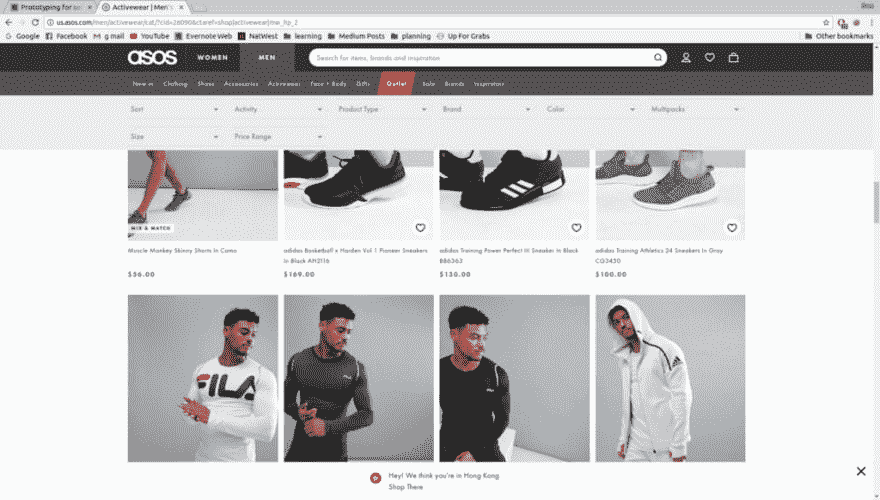 Prototyping for se
Activewear | Men's
us.asos.com/men/activewear/cat/?cid=26090&ctaref=shop|activewear|mw_hp_2
Google Facebook g mail YouTube Evernote Web NatWest learning Medium Posts planning Up For Grabs Other bookmarks
asos WOMEN MEN Search for items, brands and inspiration
New in Clothing Shoes Accessories Activewear Face + Body Gifts Outlet Sale Brands Inspiration
Sort Activity Product Type Brand Color Multipacks
Size Price Range
MIX & MATCH
Muscle Monkey Skinny Shorts In Camo
$36.00
adidas Basketball x Harden Vol 1 Pioneer Sneakers
In Black AN2116
$169.00
adidas Training Power Perfect III Sneaker In Black
BB6363
$130.00
adidas Training Athletics 24 Sneakers In Gray
CG3450
$100.00
FILA
adidas
Hey! We think you're in Hong Kong
Shop There